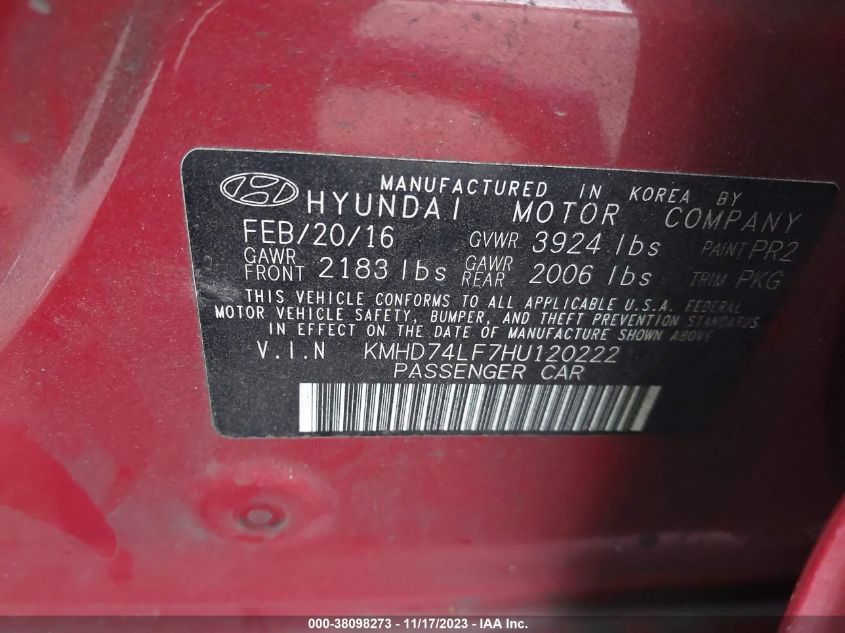 MANUFACTURED IN KOREA BY
HYUNDAI MOTOR COMPANY
FEB/20/16 GVWR 3924 lbs PAINT PR2
GAWR FRONT 2183 lbs GAWR REAR 2006 lbs TRIM PKG
THIS VEHICLE CONFORMS TO ALL APPLICABLE U.S.A. FEDERAL
MOTOR VEHICLE SAFETY, BUMPER, AND THEFT PREVENTION STANDARDS
IN EFFECT ON THE DATE OF MANUFACTURE SHOWN ABOVE
V.I.N KMHD74LF7HU120222
PASSENGER CAR
000-38098273 - 11/17/2023 - IAA Inc.